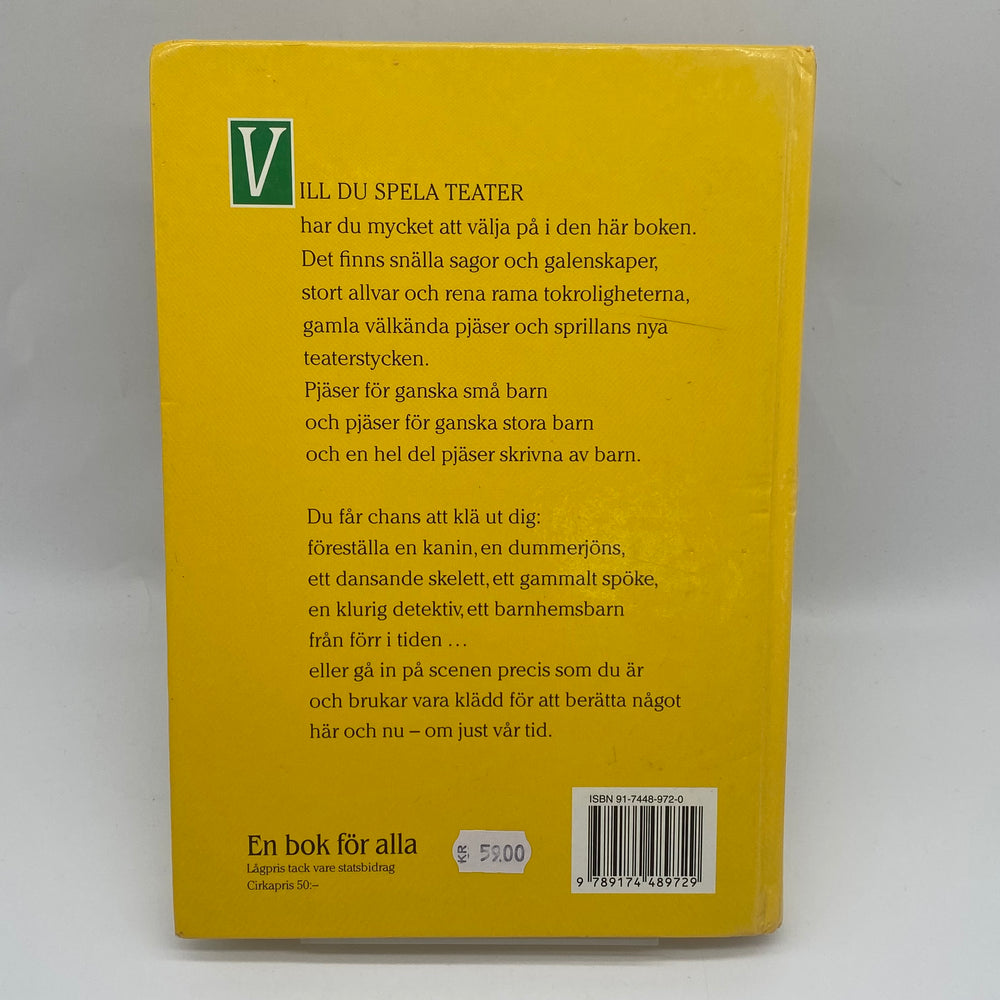 VILL DU SPELA TEATER
har du mycket att välja på i den här boken.
Det finns snälla sagor och galenskaper,
stort allvar och rena rama tokroligheterna,
gamla välkända pjäser och sprillans nya
teaterstycken.
Pjäser för ganska små barn
och pjäser för ganska stora barn
och en hel del pjäser skrivna av barn.
Du får chans att klä ut dig:
föreställa en kanin, en dummerjöns,
ett dansande skelett, ett gammalt spöke,
en klurig detektiv, ett barnhemsbarn
från förr i tiden ...
eller gå in på scenen precis som du är
och brukar vara klädd för att berätta något
här och nu – om just vår tid.
En bok för alla
Lågpris tack vare statsbidrag
Cirkapris 50:–
KR 59.00
ISBN 91-7448-972-0
9 789174 489729